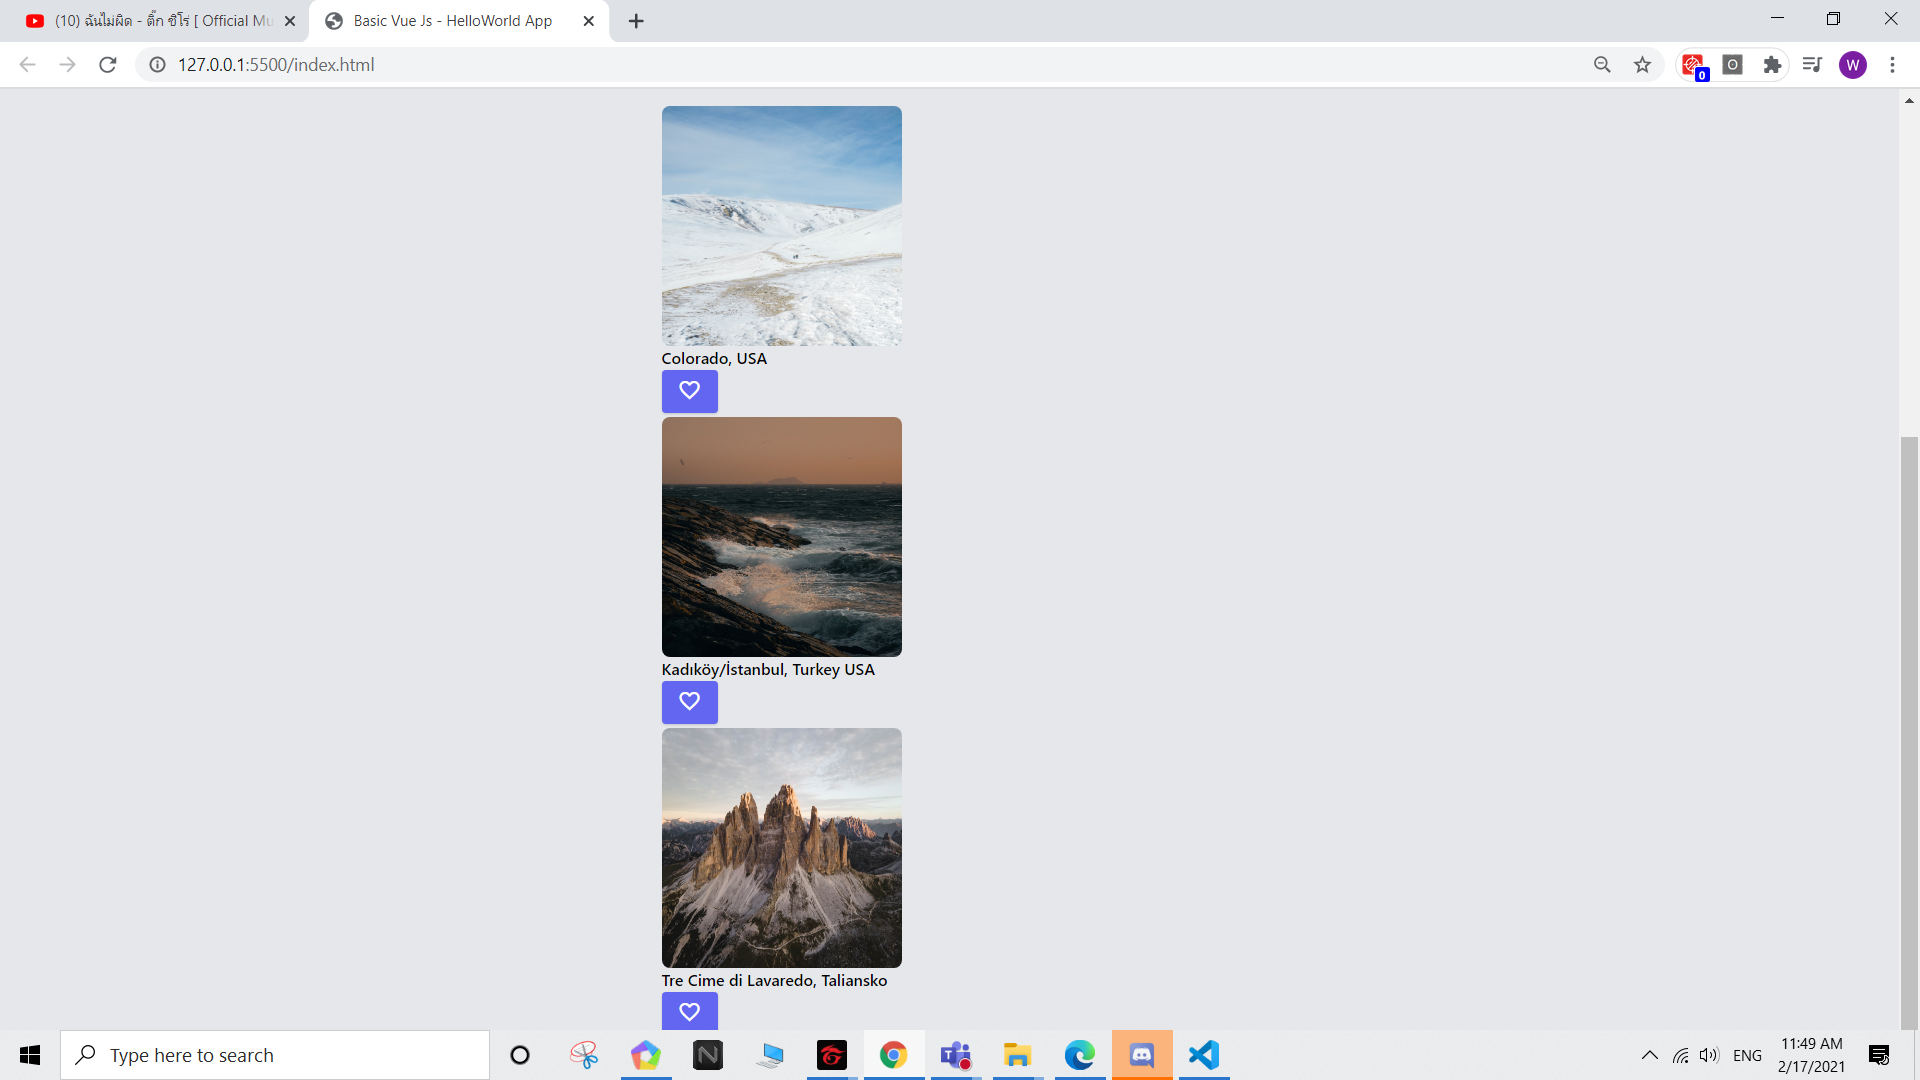 (10) ฉันไม่ผิด - ติ๊ก ชิโร่ [ Official Mu
Basic Vue Js - HelloWorld App
127.0.0.1:5500/index.html
0
O
W
Colorado, USA
Kadıköy/İstanbul, Turkey USA
Tre Cime di Lavaredo, Taliansko
Type here to search
N
T
ENG
11:49 AM
2/17/2021
3